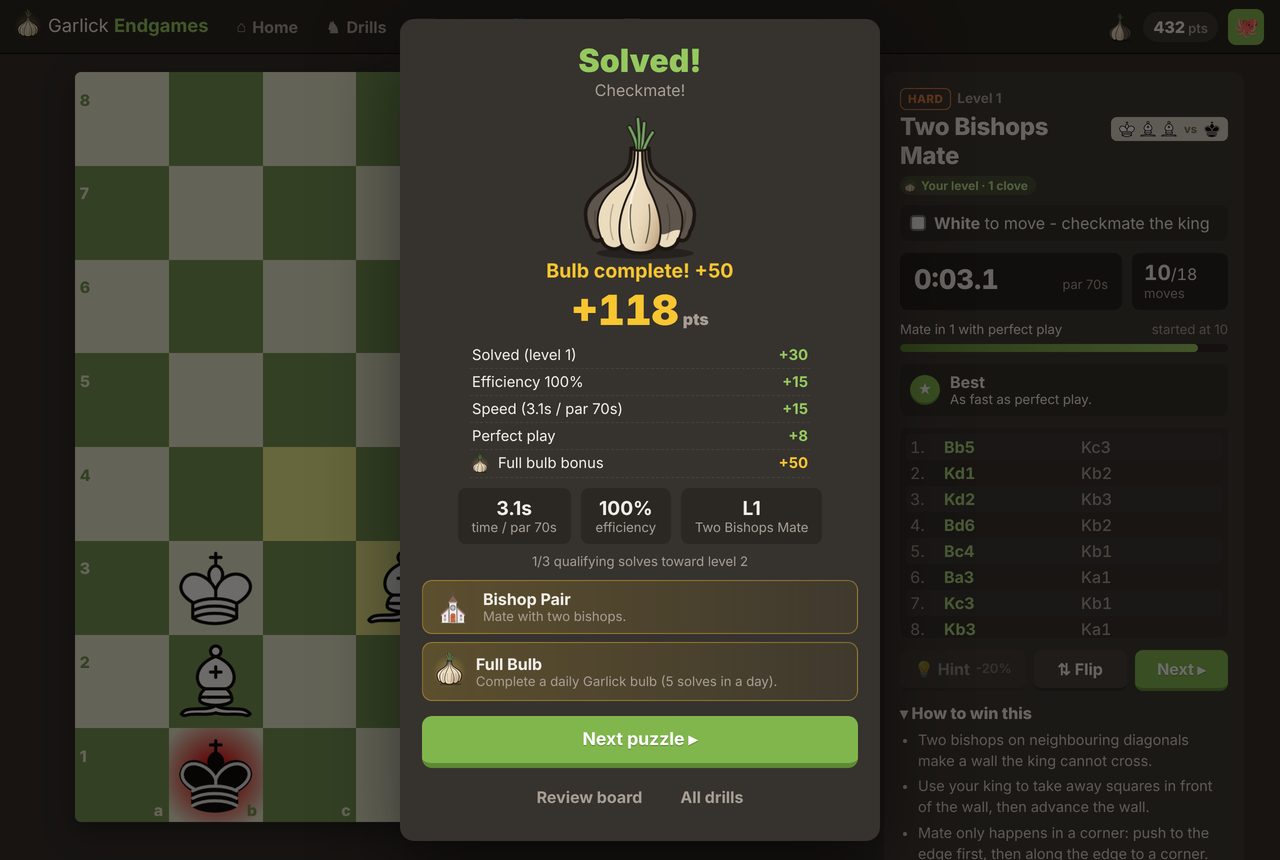 Garlick Endgames
Home
Drills
432 pts
8
7
6
5
4
3
2
1
a
b
c
Solved!
Checkmate!
Bulb complete! +50
+118 pts
Solved (level 1) +30
Efficiency 100% +15
Speed (3.1s / par 70s) +15
Perfect play +8
Full bulb bonus +50
3.1s
time / par 70s
100%
efficiency
L1
Two Bishops Mate
1/3 qualifying solves toward level 2
Bishop Pair
Mate with two bishops.
Full Bulb
Complete a daily Garlick bulb (5 solves in a day).
Next puzzle ▸
Review board
All drills
HARD Level 1
Two Bishops
Mate
vs
Your level · 1 clove
White to move - checkmate the king
0:03.1 par 70s
10/18
moves
Mate in 1 with perfect play started at 10
Best
As fast as perfect play.
1. Bb5 Kc3
2. Kd1 Kb2
3. Kd2 Kb3
4. Bd6 Kb2
5. Bc4 Kb1
6. Ba3 Ka1
7. Kc3 Kb1
8. Kb3 Ka1
Hint -20%
Flip
Next ▸
▾ How to win this
• Two bishops on neighbouring diagonals
make a wall the king cannot cross.
• Use your king to take away squares in front
of the wall, then advance the wall.
• Mate only happens in a corner: push to the
edge first, then along the edge to a corner.